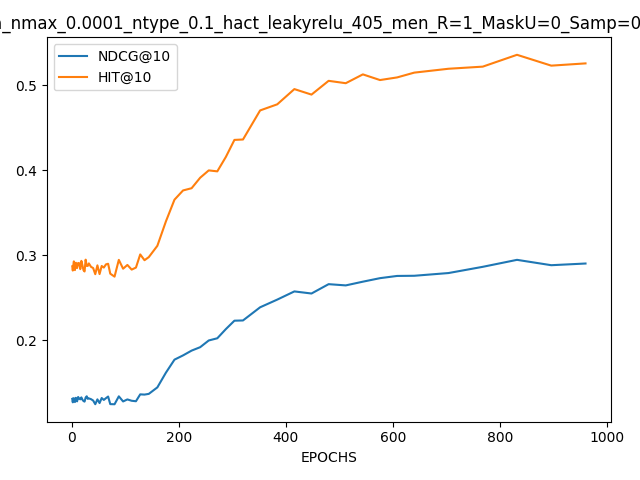 _nmax_0.0001_ntype_0.1_hact_leakyrelu_405_men_R=1_MaskU=0_Samp=0
NDCG@10
HIT@10
0.5
0.4
0.3
0.2
0 200 400 600 800 1000
EPOCHS